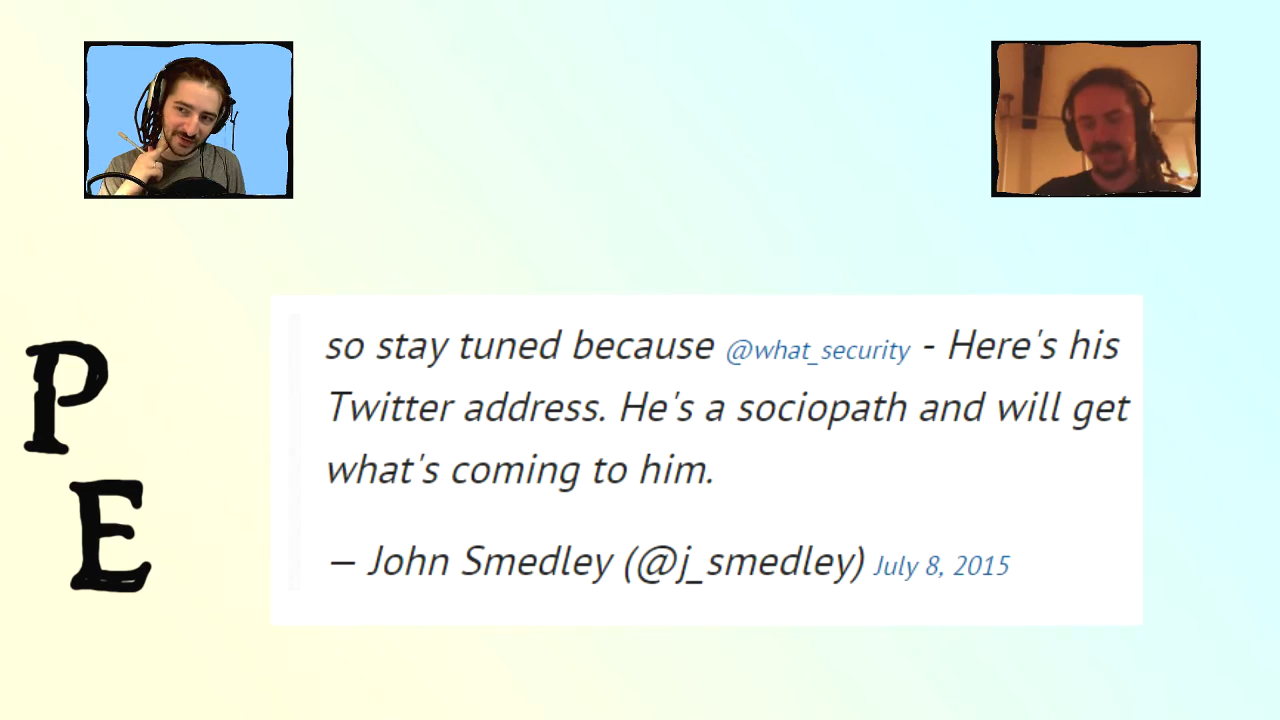 P
E
so stay tuned because @what_security - Here's his
Twitter address. He's a sociopath and will get
what's coming to him.
— John Smedley (@j_smedley) July 8, 2015